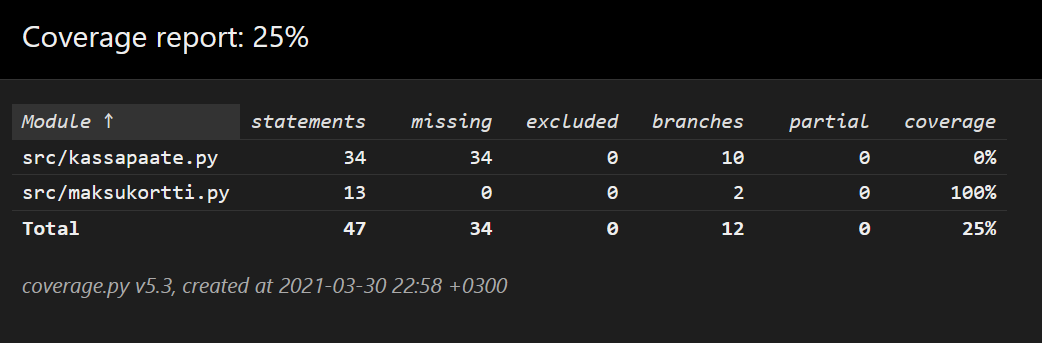 Coverage report: 25%
Module ↑ statements missing excluded branches partial coverage
src/kassapaate.py 34 34 0 10 0 0%
src/maksukortti.py 13 0 0 2 0 100%
Total 47 34 0 12 0 25%
coverage.py v5.3, created at 2021-03-30 22:58 +0300